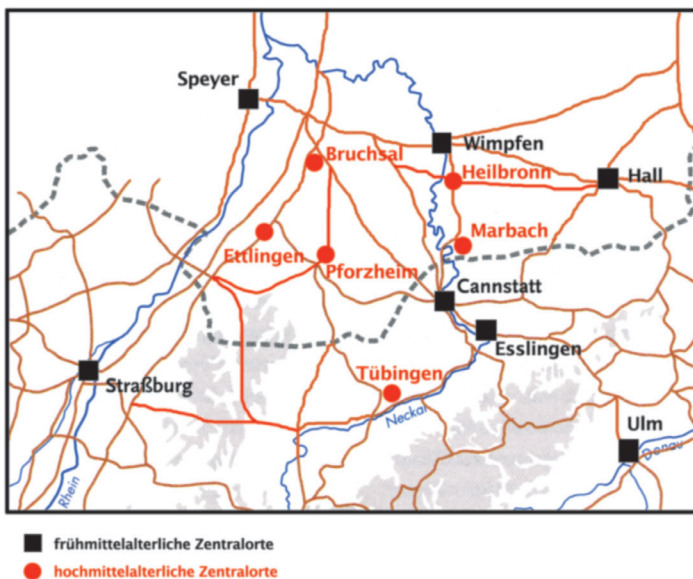 Speyer
Wimpfen
Bruchsal
Heilbronn
Hall
Ettlingen
Marbach
Pforzheim
Cannstatt
Esslingen
Straßburg
Tübingen
Neckar
Ulm
Donau
Rhein
frühmittelalterliche Zentralorte
hochmittelalterliche Zentralorte